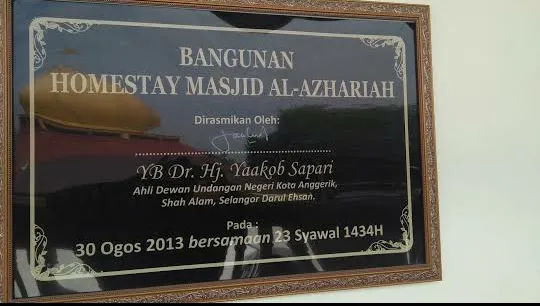 BANGUNAN
HOMESTAY MASJID AL-AZHARIAH
Dirasmikan Oleh:
YB Dr. Hj. Yaakob Sapari
Ahli Dewan Undangan Negeri Kota Anggerik,
Shah Alam, Selangor Darul Ehsan.
Pada :
30 Ogos 2013 bersamaan 23 Syawal 1434H